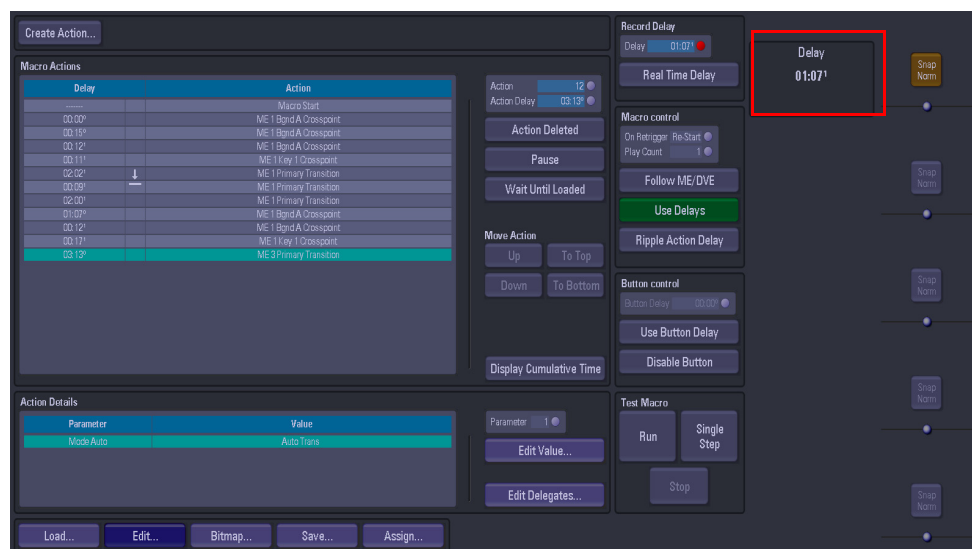 Create Action...
Macro Actions
Delay Action
------ Macro Start
00:00⁰ ME 1 Bgnd A Crosspoint
00:15⁰ ME 1 Bgnd A Crosspoint
00:12¹ ME 1 Bgnd A Crosspoint
00:11¹ ME 1 Key 1 Crosspoint
02:02¹ ME 1 Primary Transition
00:09¹ ME 1 Primary Transition
02:00¹ ME 1 Primary Transition
01:07⁰ ME 1 Bgnd A Crosspoint
00:12¹ ME 1 Bgnd A Crosspoint
00:17¹ ME 1 Key 1 Crosspoint
03:13⁰ ME 3 Primary Transition
Action 12
Action Delay 03:13⁰
Action Deleted
Pause
Wait Until Loaded
Move Action
Up To Top
Down To Bottom
Display Cumulative Time
Action Details
Parameter Value
Mode Auto Auto Trans
Parameter 1
Edit Value...
Edit Delegates...
Load... Edit... Bitmap... Save... Assign...
Record Delay
Delay 01:07¹
Real Time Delay
Macro control
On Retrigger Re-Start
Play Count 1
Follow ME/DVE
Use Delays
Ripple Action Delay
Button control
Button Delay 00:00⁰
Use Button Delay
Disable Button
Test Macro
Run Single
Step
Stop
Delay
01:07¹
Snap
Norm
Snap
Norm
Snap
Norm
Snap
Norm
Snap
Norm